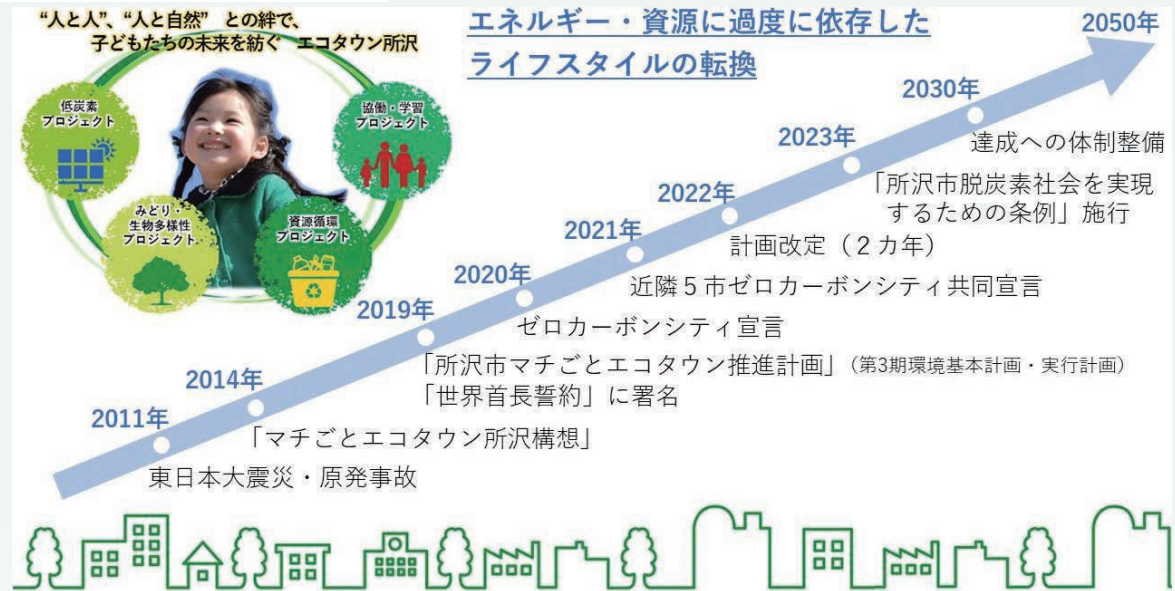 “人と人”、“人と自然” との絆で、
子どもたちの未来を紡ぐ エコタウン所沢
低炭素
プロジェクト
協働・学習
プロジェクト
みどり・
生物多様性
プロジェクト
資源循環
プロジェクト
エネルギー・資源に過度に依存した
ライフスタイルの転換
2050年
2030年
達成への体制整備
2023年
「所沢市脱炭素社会を実現
するための条例」施行
2022年
計画改定（２カ年）
2021年
近隣５市ゼロカーボンシティ共同宣言
2020年
ゼロカーボンシティ宣言
2019年
「所沢市マチごとエコタウン推進計画」（第3期環境基本計画・実行計画）
「世界首長誓約」に署名
2014年
「マチごとエコタウン所沢構想」
2011年
東日本大震災・原発事故